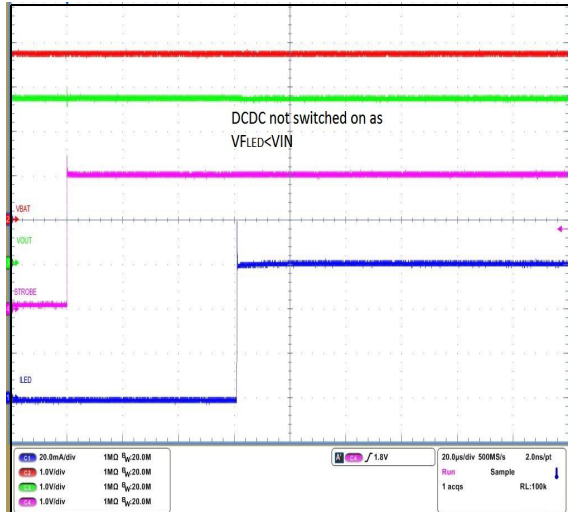 DCDC not switched on as
VFLED<VIN
VBAT
VOUT
STROBE
ILED
C1 20.0mA/div 1MΩ BW:20.0M
C2 1.0V/div 1MΩ BW:20.0M
C3 1.0V/div 1MΩ BW:20.0M
C4 1.0V/div 1MΩ BW:20.0M
A' C4 1.8V
20.0µs/div 500MS/s 2.0ns/pt
Run Sample
1 acqs RL:100k